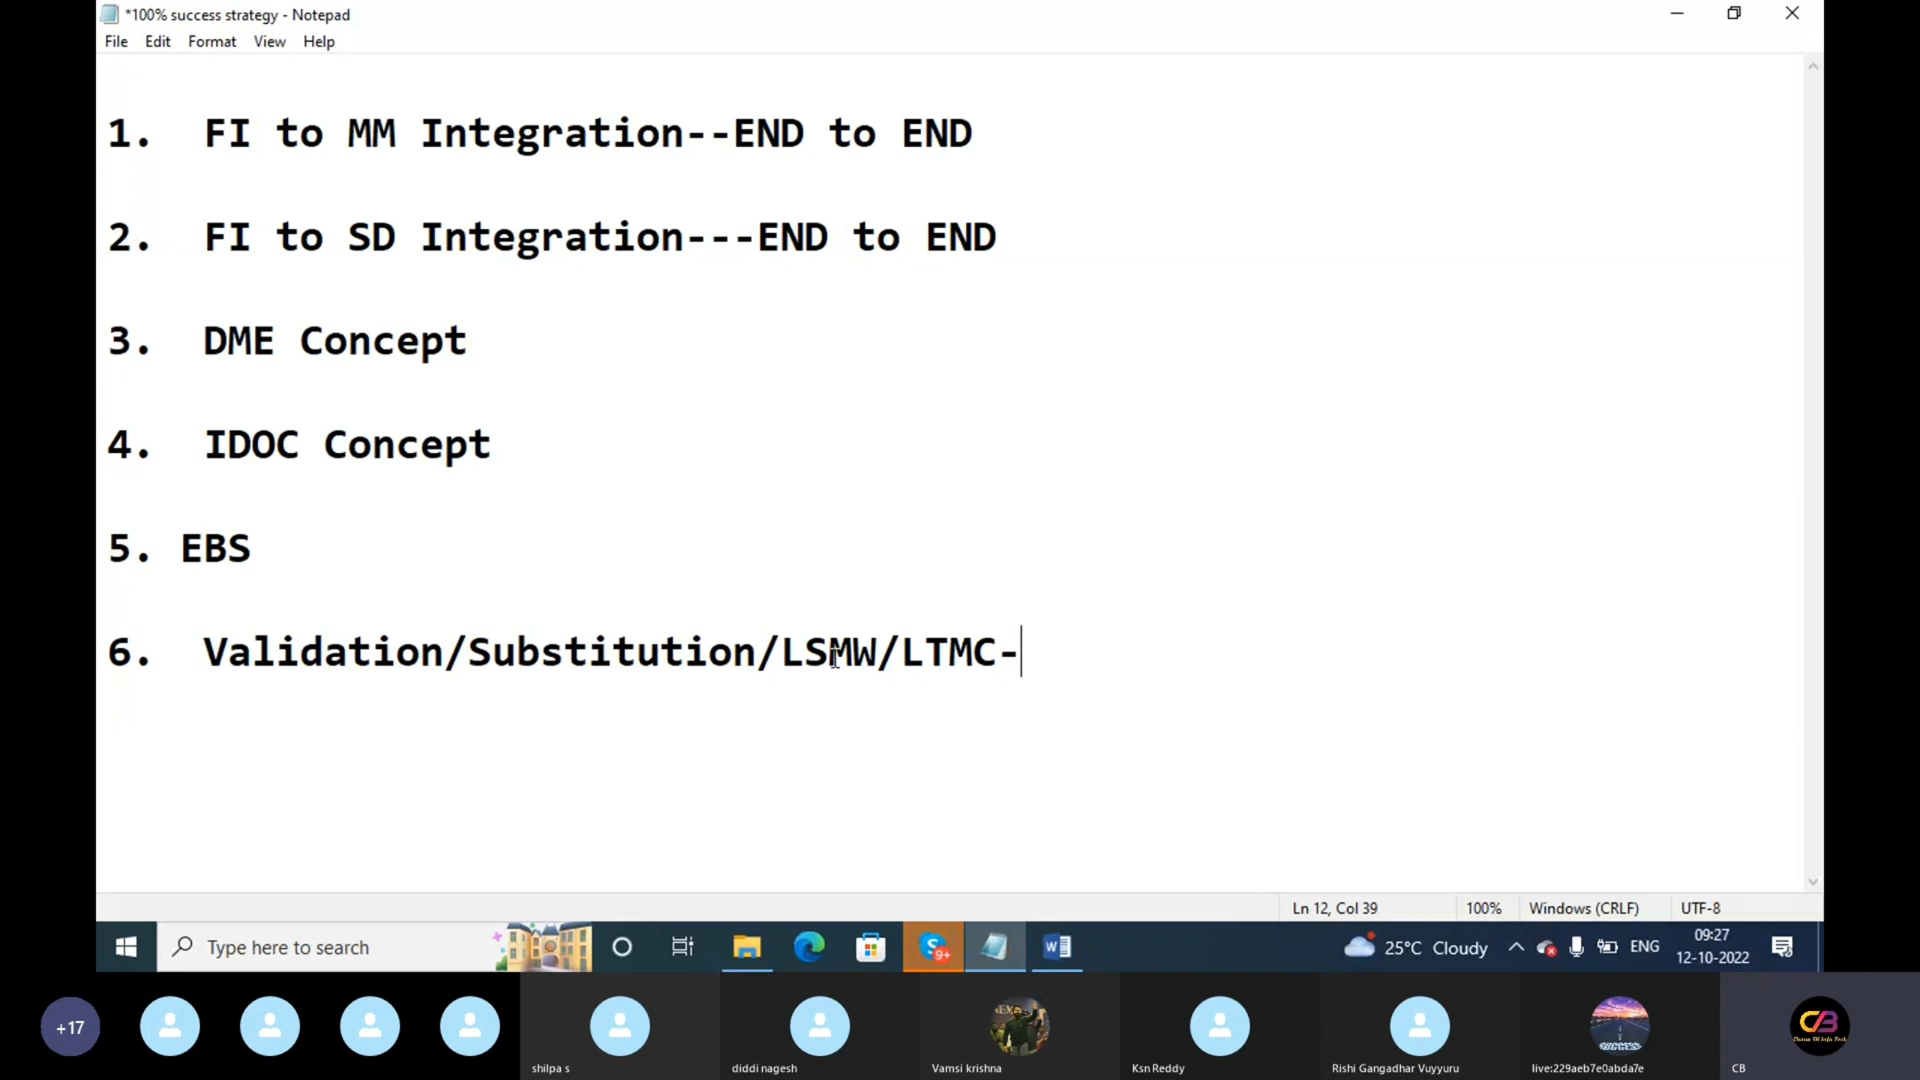 *100% success strategy - Notepad
File Edit Format View Help
1. FI to MM Integration--END to END
2. FI to SD Integration---END to END
3. DME Concept
4. IDOC Concept
5. EBS
6. Validation/Substitution/LSMW/LTMC-
Ln 12, Col 39 100% Windows (CRLF) UTF-8
Type here to search
9+
25°C Cloudy
ENG
09:27
12-10-2022
+17
SUCCESS
CB
shilpa s
diddi nagesh
Vamsi krishna
Ksn Reddy
Rishi Gangadhar Vuyyuru
live:229aeb7e0abda7e
CB